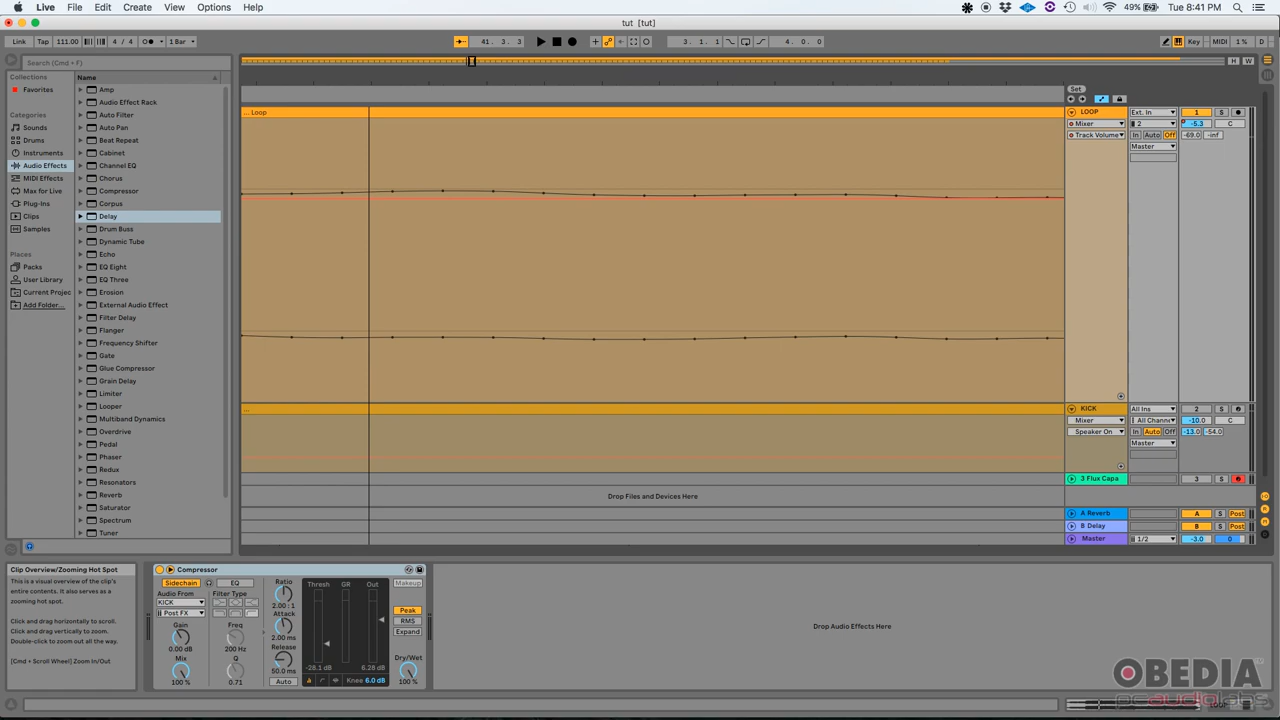 Live File Edit Create View Options Help 49% Tue 8:41 PM
tut [tut]
Link Tap 111.00 4 / 4 1 Bar 41. 3. 3 3. 1. 1 4. 0. 0 Key MIDI 1 % D
Search (Cmd + F)
H W
Collections
Favorites
Categories
Sounds
Drums
Instruments
Audio Effects
MIDI Effects
Max for Live
Plug-Ins
Clips
Samples
Places
Packs
User Library
Current Projec
Add Folder...
Name
Amp
Audio Effect Rack
Auto Filter
Auto Pan
Beat Repeat
Cabinet
Channel EQ
Chorus
Compressor
Corpus
Delay
Drum Buss
Dynamic Tube
Echo
EQ Eight
EQ Three
Erosion
External Audio Effect
Filter Delay
Flanger
Frequency Shifter
Gate
Glue Compressor
Grain Delay
Limiter
Looper
Multiband Dynamics
Overdrive
Pedal
Phaser
Redux
Resonators
Reverb
Saturator
Spectrum
Tuner
Set
... Loop
LOOP Ext. In 1 S
Mixer 2 -5.3 C
Track Volume In Auto Off -69.0 -inf
Master
...
KICK All Ins 2 S
Mixer All Chann -10.0 C
Speaker On In Auto Off -13.0 -54.0
Master
3 Flux Capa 3 S
Drop Files and Devices Here
A Reverb A S Post
B Delay B S Post
Master 1/2 -3.0 0
Clip Overview/Zooming Hot Spot
This is a visual overview of the clip's
entire contents. It also serves as a
zooming hot spot.
Click and drag horizontally to scroll.
Click and drag vertically to zoom.
Double-click to zoom out all the way.
[Cmd + Scroll Wheel] Zoom In/Out
Compressor
Sidechain EQ
Audio From Filter Type
KICK
Post FX
Gain Freq
0.00 dB 200 Hz
Mix Q
100 % 0.71
Ratio
2.00 : 1
Attack
2.00 ms
Release
50.0 ms
Auto
Thresh GR Out
-28.1 dB 6.28 dB
Knee 6.0 dB
Makeup
Peak
RMS
Expand
Dry/Wet
100 %
Drop Audio Effects Here
OBEDIA
pcaudiolabs
LOOP